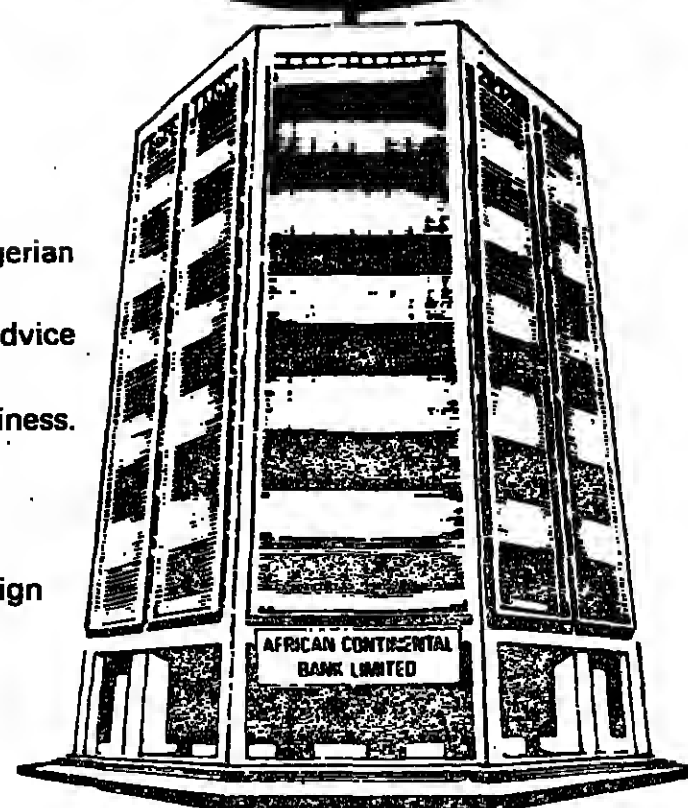 gerian
dvice
iness.
ign
AFRICAN CONTINENTAL
BANK LIMITED